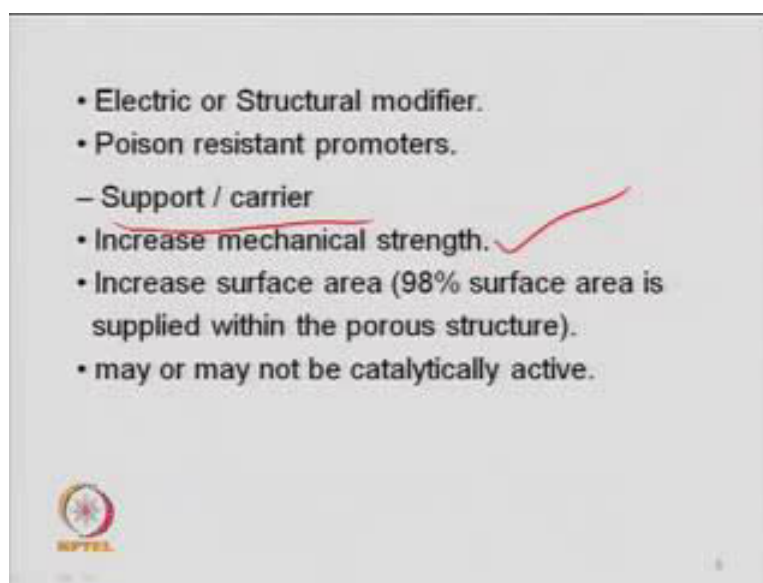 • Electric or Structural modifier.
• Poison resistant promoters.
– Support / carrier
• Increase mechanical strength.
• Increase surface area (98% surface area is
supplied within the porous structure).
• may or may not be catalytically active.
NPTEL